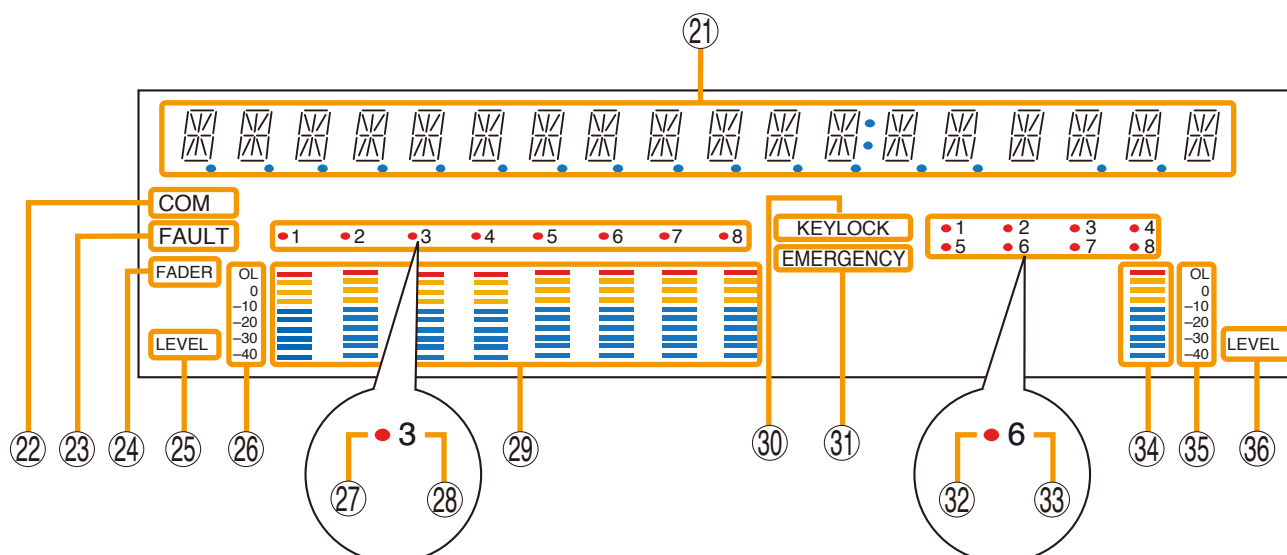 ㉑
COM
FAULT
FADER
LEVEL
OL
0
–10
–20
–30
–40
1 2 3 4 5 6 7 8
KEYLOCK
EMERGENCY
1 2 3 4
5 6 7 8
OL
0
–10
–20
–30
–40
LEVEL
㉒ ㉓ ㉔ ㉕ ㉖ ㉙ ㉚ ㉛ ㉞ ㉟ ㊱
3
㉗ ㉘
6
㉜ ㉝